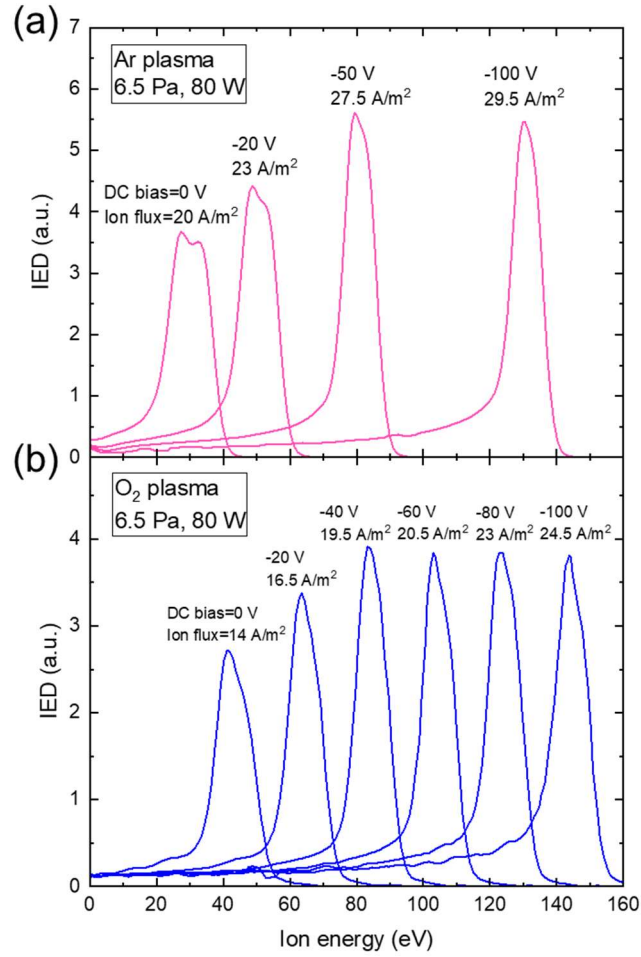 (a)
Ar plasma
6.5 Pa, 80 W
DC bias=0 V
Ion flux=20 A/m²
-20 V
23 A/m²
-50 V
27.5 A/m²
-100 V
29.5 A/m²
IED (a.u.)
7
6
5
4
3
2
1
0
(b)
O₂ plasma
6.5 Pa, 80 W
DC bias=0 V
Ion flux=14 A/m²
-20 V
16.5 A/m²
-40 V
19.5 A/m²
-60 V
20.5 A/m²
-80 V
23 A/m²
-100 V
24.5 A/m²
IED (a.u.)
4
3
2
1
0
0 20 40 60 80 100 120 140 160
Ion energy (eV)